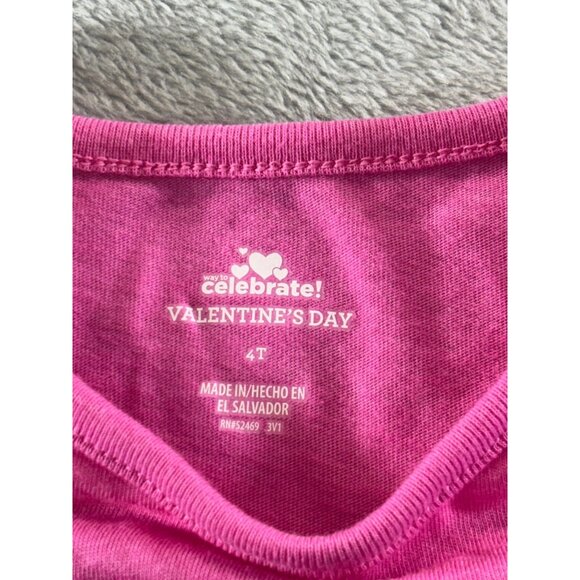 way to
celebrate!
VALENTINE'S DAY
4T
MADE IN/HECHO EN
EL SALVADOR
RN#52469 3V1